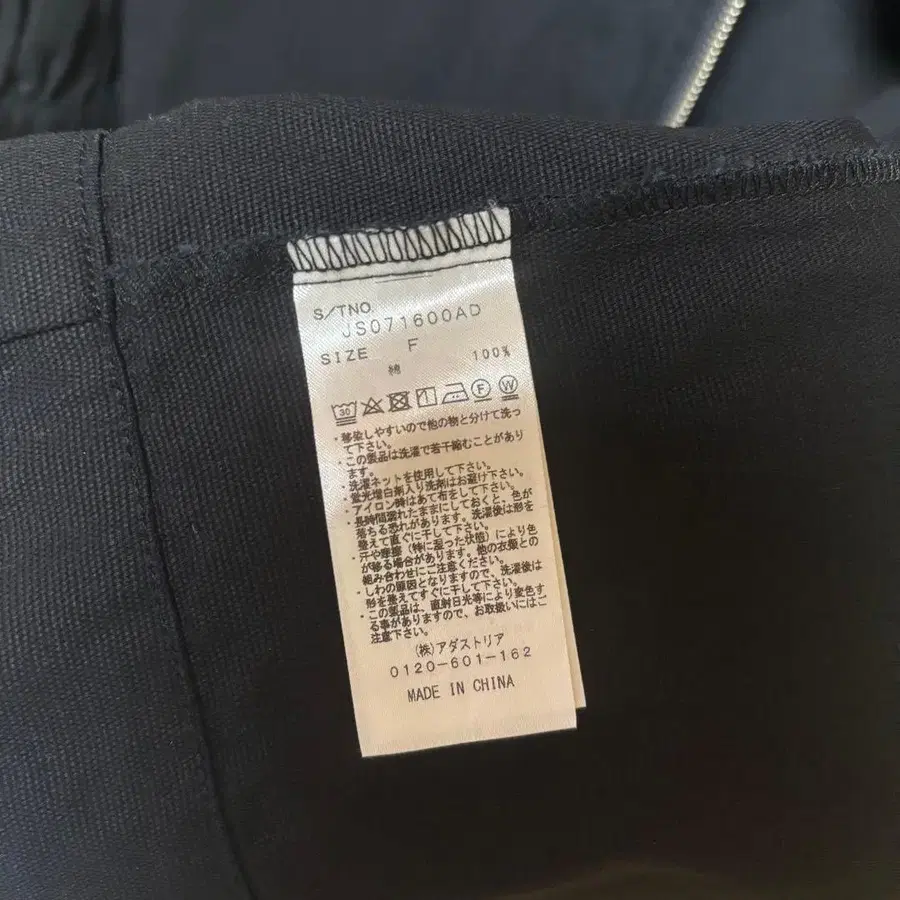 S/TNO.
JS071600AD
SIZE F
綿 100%
30 F W
・移染しやすいので他の物と分けて洗っ
て下さい。
・この製品は洗濯で若干縮むことがあり
ます。
・洗濯ネットを使用して下さい。
・蛍光増白剤入り洗剤はお避け下さい。
・アイロン時はあて布をして下さい。
・長時間濡れたままにしておくと、色が
落ちる恐れがあります。洗濯後は形を
整えて直ぐに干して下さい。
・汗や摩擦(特に湿った状態)により色
が移る場合があります。他の衣類との
組み合わせにご注意ください。
・しわの原因となりますので、洗濯後は
形を整えてすぐに干して下さい。
・この製品は、直射日光等により変色す
る事がありますので、お取扱いにはご
注意下さい。
(株)アダストリア
0120-601-162
MADE IN CHINA